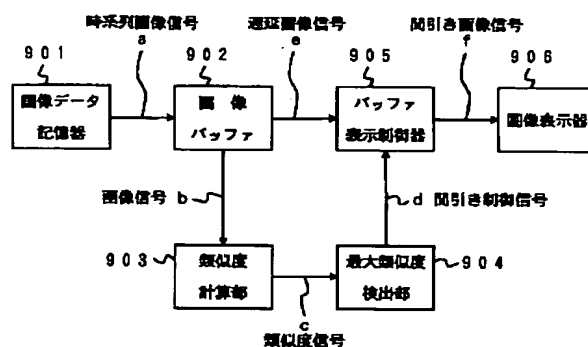 時系列画像信号
a
遅延画像信号
e
間引き画像信号
f
901
902
905
906
画像データ
記憶器
画像
バッファ
バッファ
表示制御器
画像表示器
画像信号 b
d 間引き制御信号
903
類似度
計算部
最大類似度
検出部
904
c
類似度信号